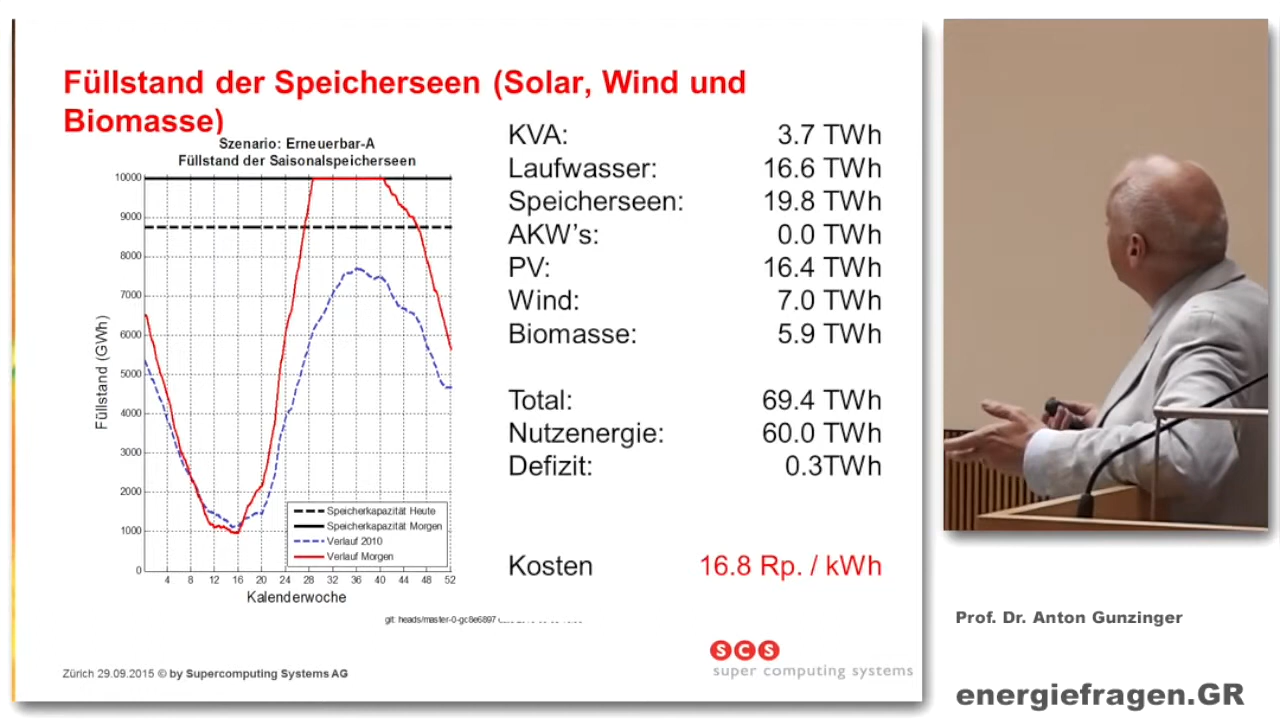 Füllstand der Speicherseen (Solar, Wind und
Biomasse)
Szenario: Erneuerbar-A
Füllstand der Saisonalspeicherseen
10000
9000
8000
7000
6000
5000
4000
3000
2000
1000
0
Füllstand (GWh)
4 8 12 16 20 24 28 32 36 40 44 48 52
Kalenderwoche
Speicherkapazität Heute
Speicherkapazität Morgen
Verlauf 2010
Verlauf Morgen
git: heads/master-0-gc8e6897
KVA: 3.7 TWh
Laufwasser: 16.6 TWh
Speicherseen: 19.8 TWh
AKW's: 0.0 TWh
PV: 16.4 TWh
Wind: 7.0 TWh
Biomasse: 5.9 TWh
Total: 69.4 TWh
Nutzenergie: 60.0 TWh
Defizit: 0.3TWh
Kosten 16.8 Rp. / kWh
Zürich 29.09.2015 © by Supercomputing Systems AG
SCS
super computing systems
Prof. Dr. Anton Gunzinger
energiefragen.GR